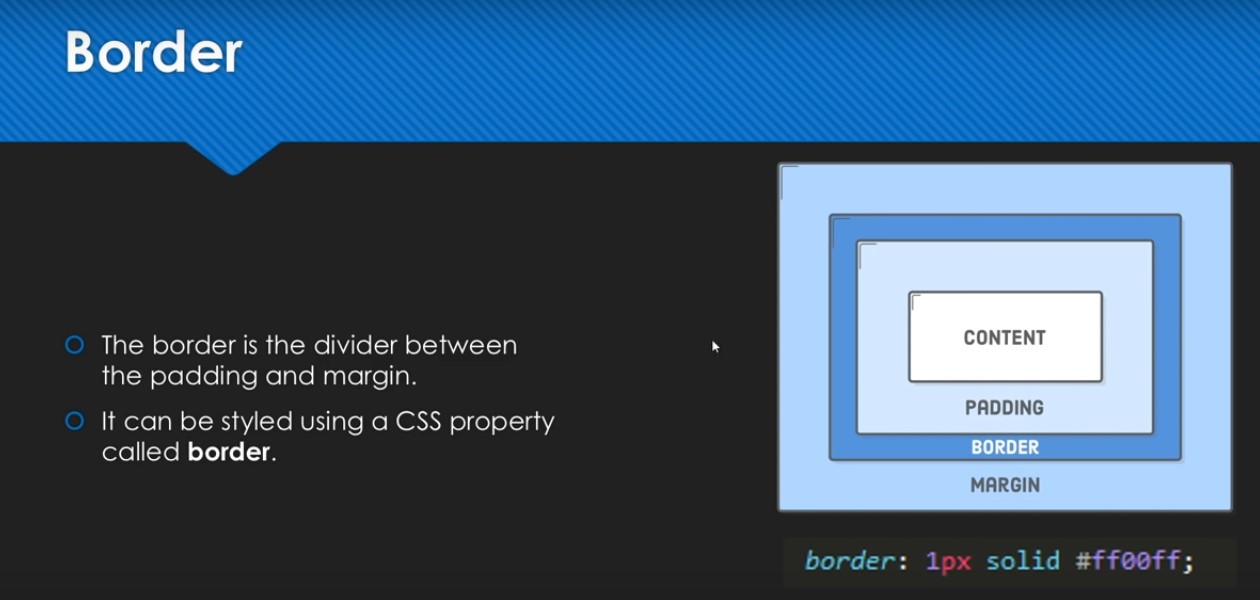 Border
The border is the divider between
the padding and margin.
It can be styled using a CSS property
called border.
CONTENT
PADDING
BORDER
MARGIN
border: 1px solid #ff00ff;